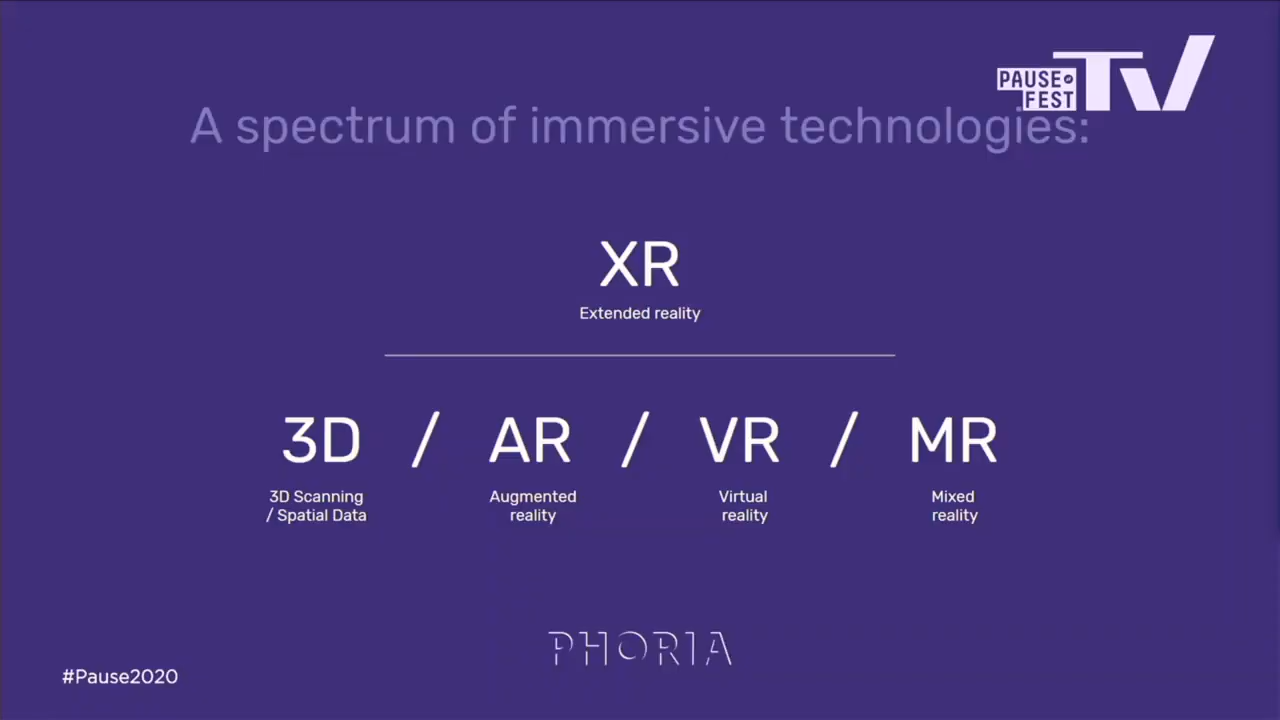 PAUSE
FEST
TV
A spectrum of immersive technologies:
XR
Extended reality
3D / AR / VR / MR
3D Scanning
/ Spatial Data
Augmented
reality
Virtual
reality
Mixed
reality
PHORIA
#Pause2020